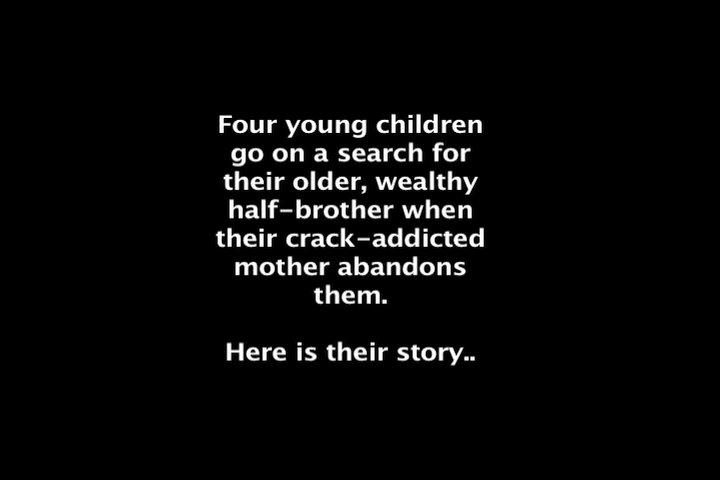 Four young children
go on a search for
their older, wealthy
half-brother when
their crack-addicted
mother abandons
them.
Here is their story..